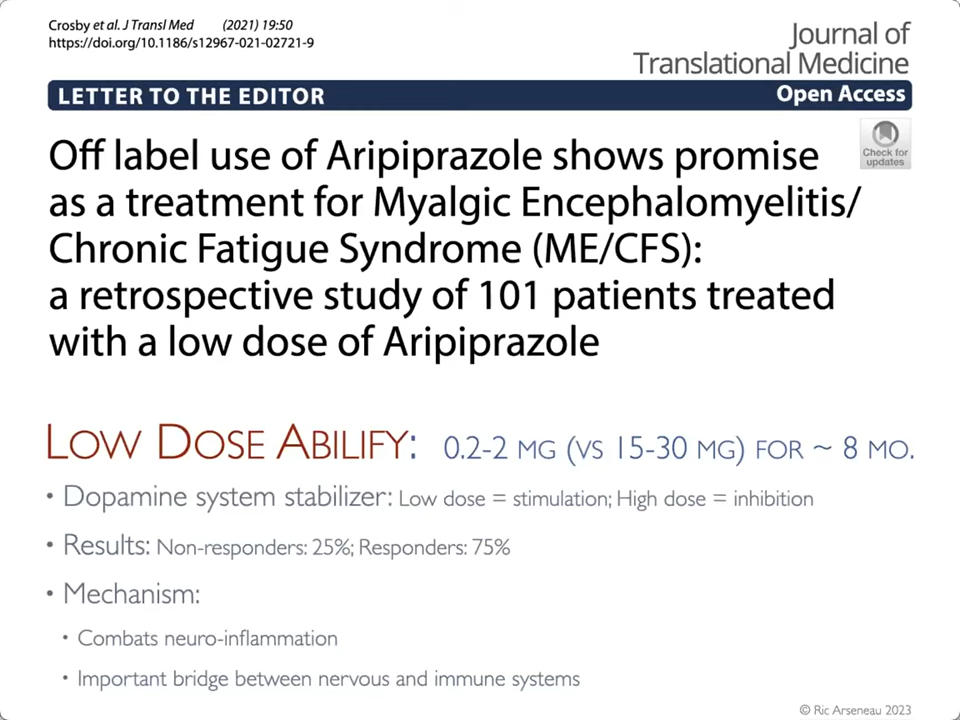 Crosby et al. J Transl Med (2021) 19:50
https://doi.org/10.1186/s12967-021-02721-9
Journal of
Translational Medicine
LETTER TO THE EDITOR
Open Access
Check for
updates
Off label use of Aripiprazole shows promise
as a treatment for Myalgic Encephalomyelitis/
Chronic Fatigue Syndrome (ME/CFS):
a retrospective study of 101 patients treated
with a low dose of Aripiprazole
LOW DOSE ABILIFY: 0.2-2 MG (VS 15-30 MG) FOR ~ 8 MO.
• Dopamine system stabilizer: Low dose = stimulation; High dose = inhibition
• Results: Non-responders: 25%; Responders: 75%
• Mechanism:
• Combats neuro-inflammation
• Important bridge between nervous and immune systems
© Ric Arseneau 2023